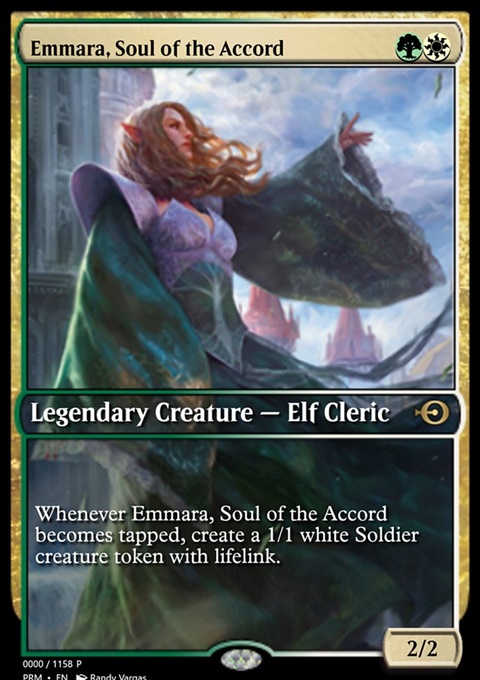 Emmara, Soul of the Accord
Legendary Creature — Elf Cleric
Whenever Emmara, Soul of the Accord
becomes tapped, create a 1/1 white Soldier
creature token with lifelink.
2/2
0000 / 1158 P
PRM • EN Randy Vargas